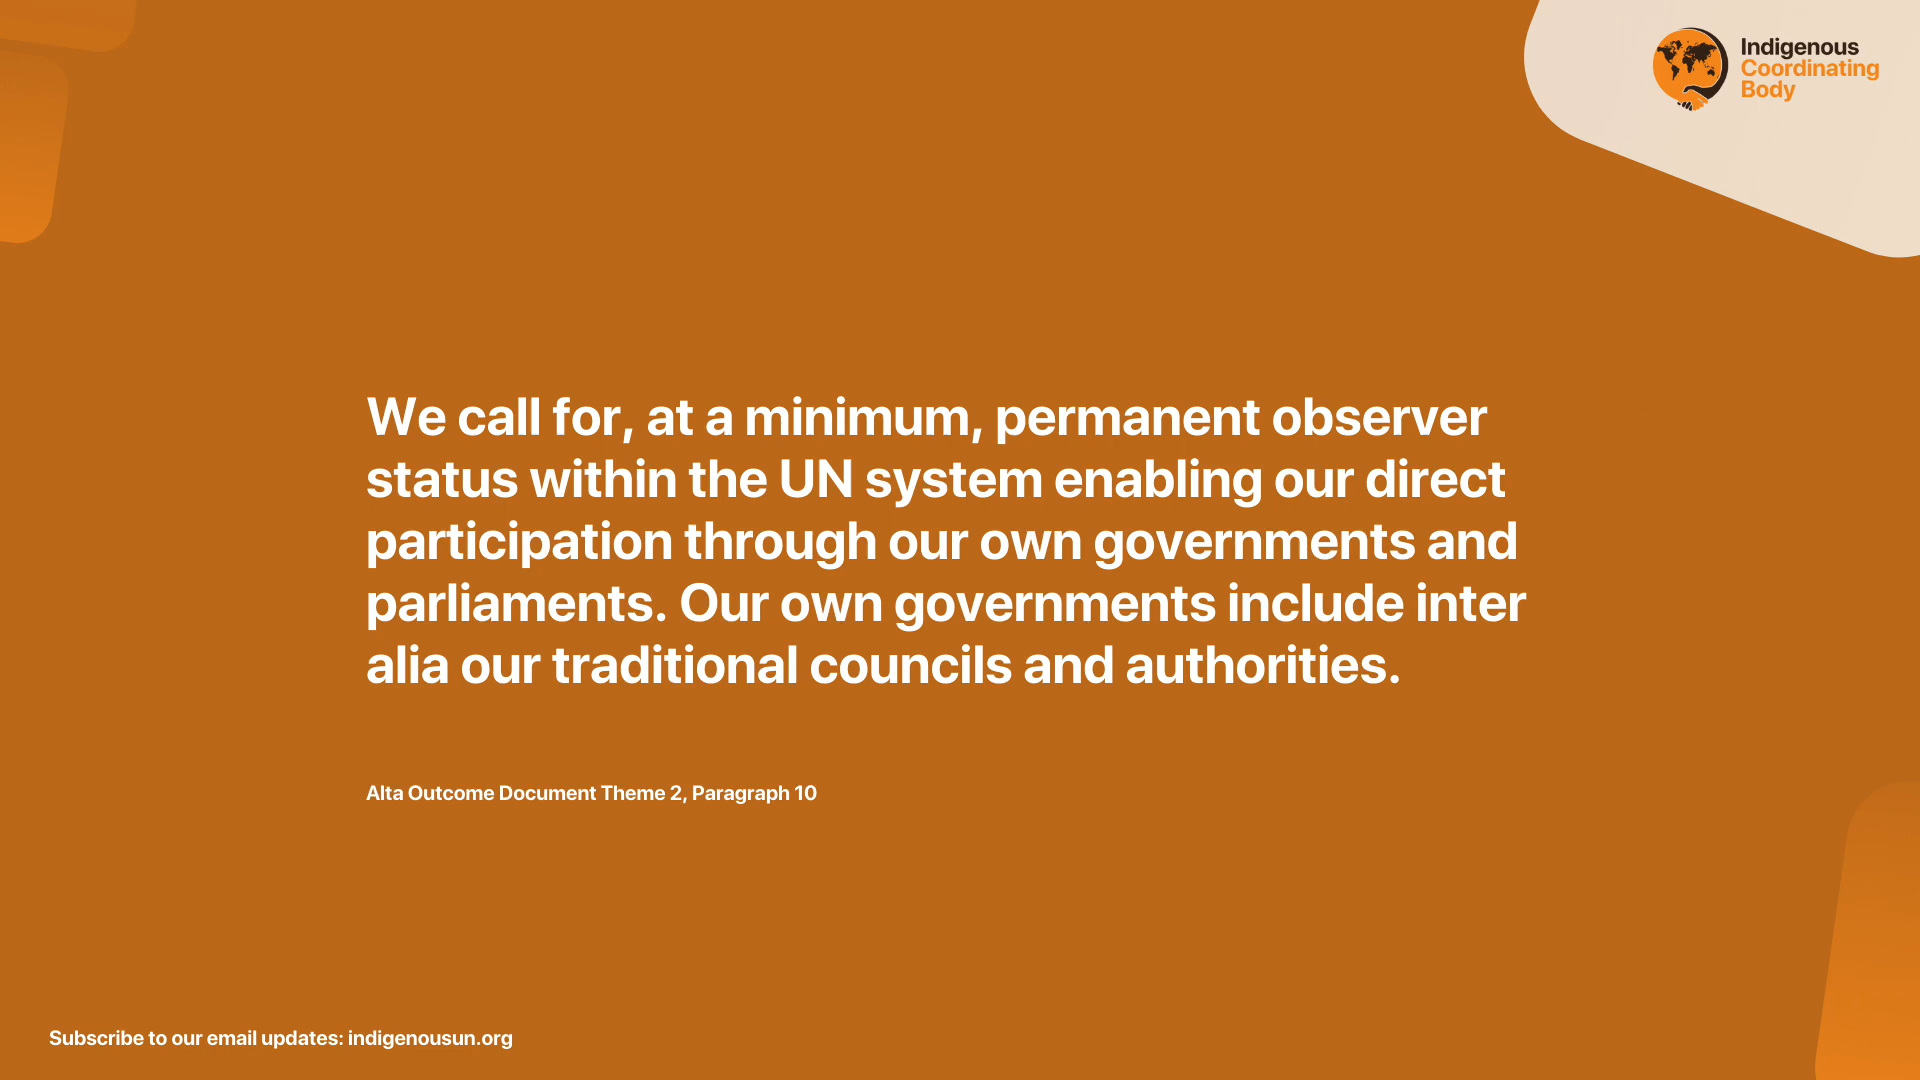 Indigenous
Coordinating
Body
We call for, at a minimum, permanent observer
status within the UN system enabling our direct
participation through our own governments and
parliaments. Our own governments include inter
alia our traditional councils and authorities.
Alta Outcome Document Theme 2, Paragraph 10
Subscribe to our email updates: indigenousun.org